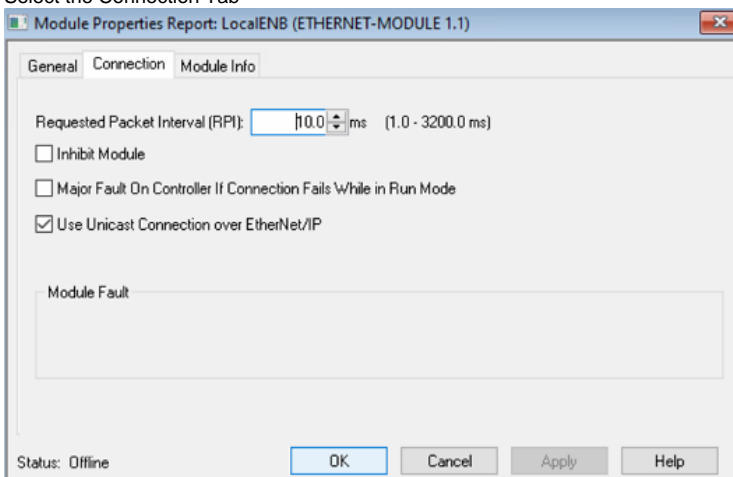 Select the Connection Tab
Module Properties Report: LocalENB (ETHERNET-MODULE 1.1)
General Connection Module Info
Requested Packet Interval (RPI): 10.0 ms (1.0 - 3200.0 ms)
Inhibit Module
Major Fault On Controller If Connection Fails While in Run Mode
Use Unicast Connection over EtherNet/IP
Module Fault
Status: Offline OK Cancel Apply Help